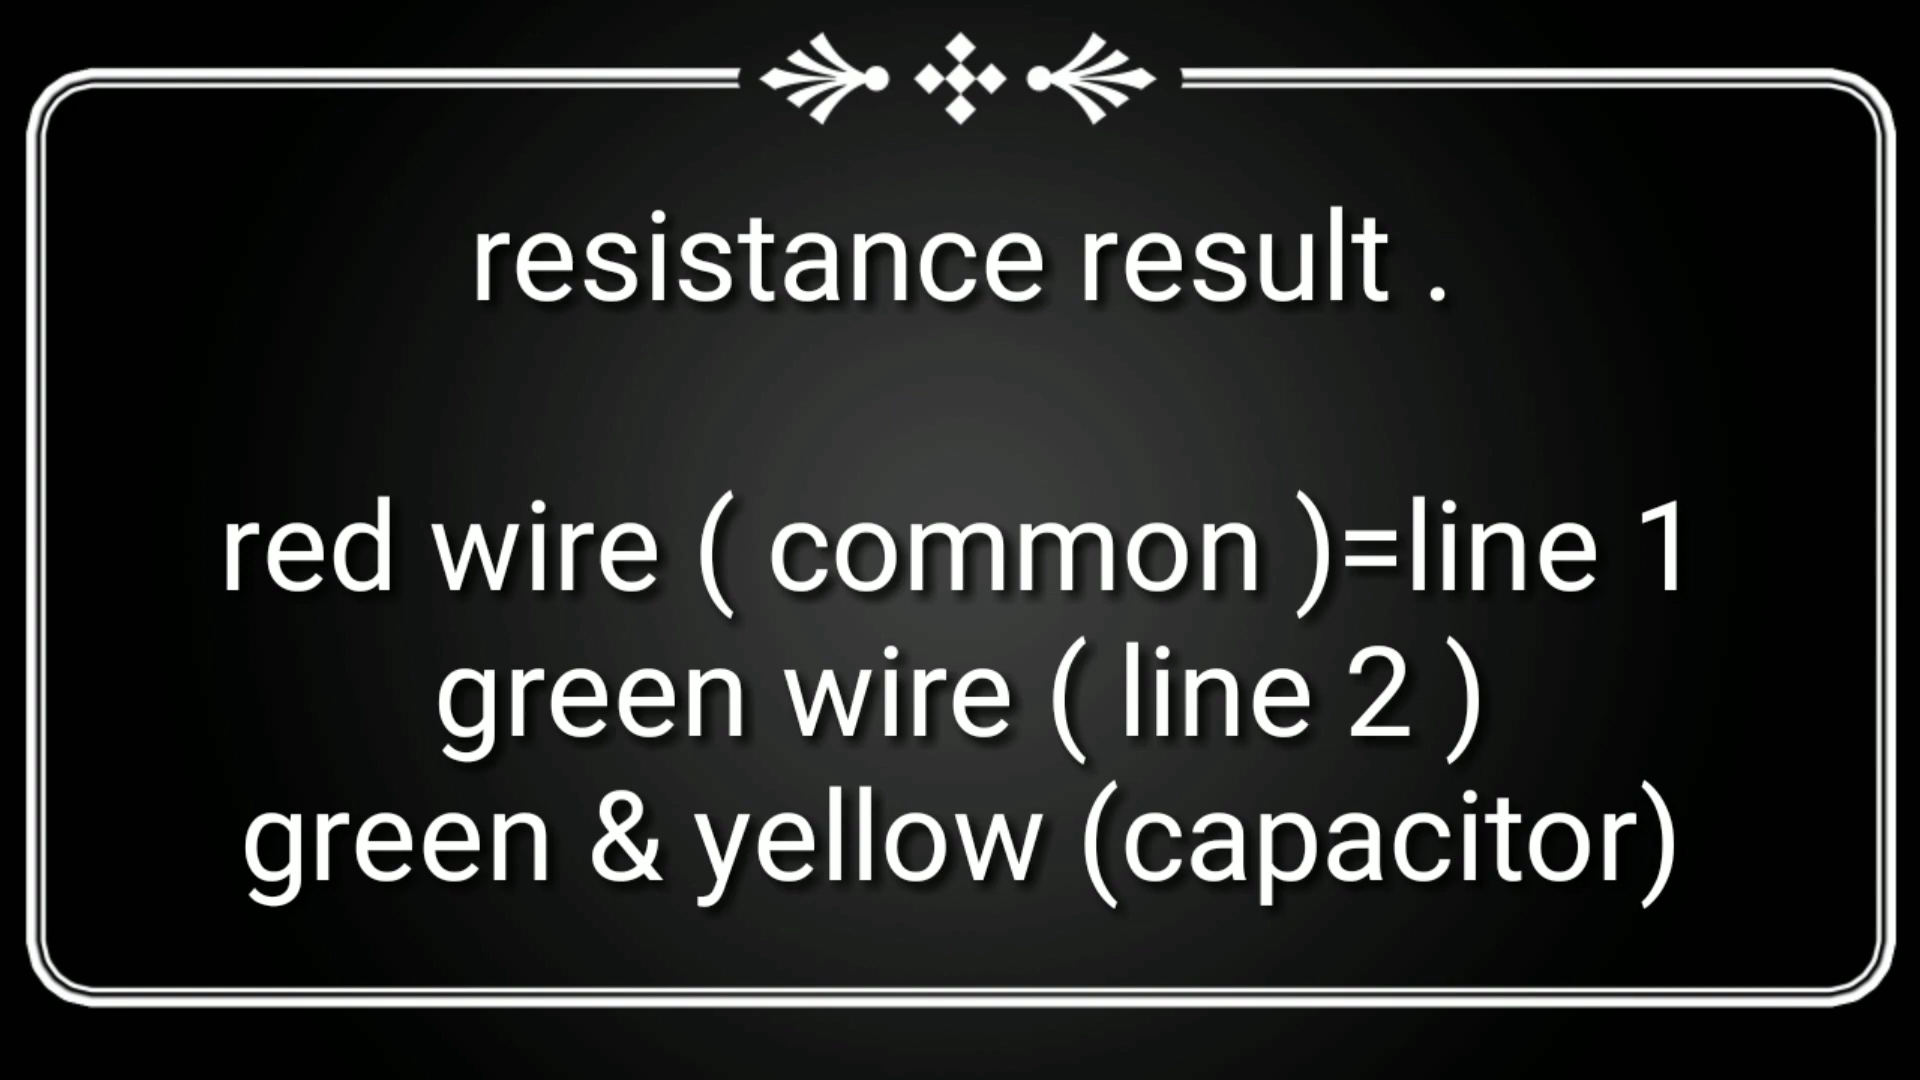 resistance result .
red wire ( common )=line 1
green wire ( line 2 )
green & yellow (capacitor)